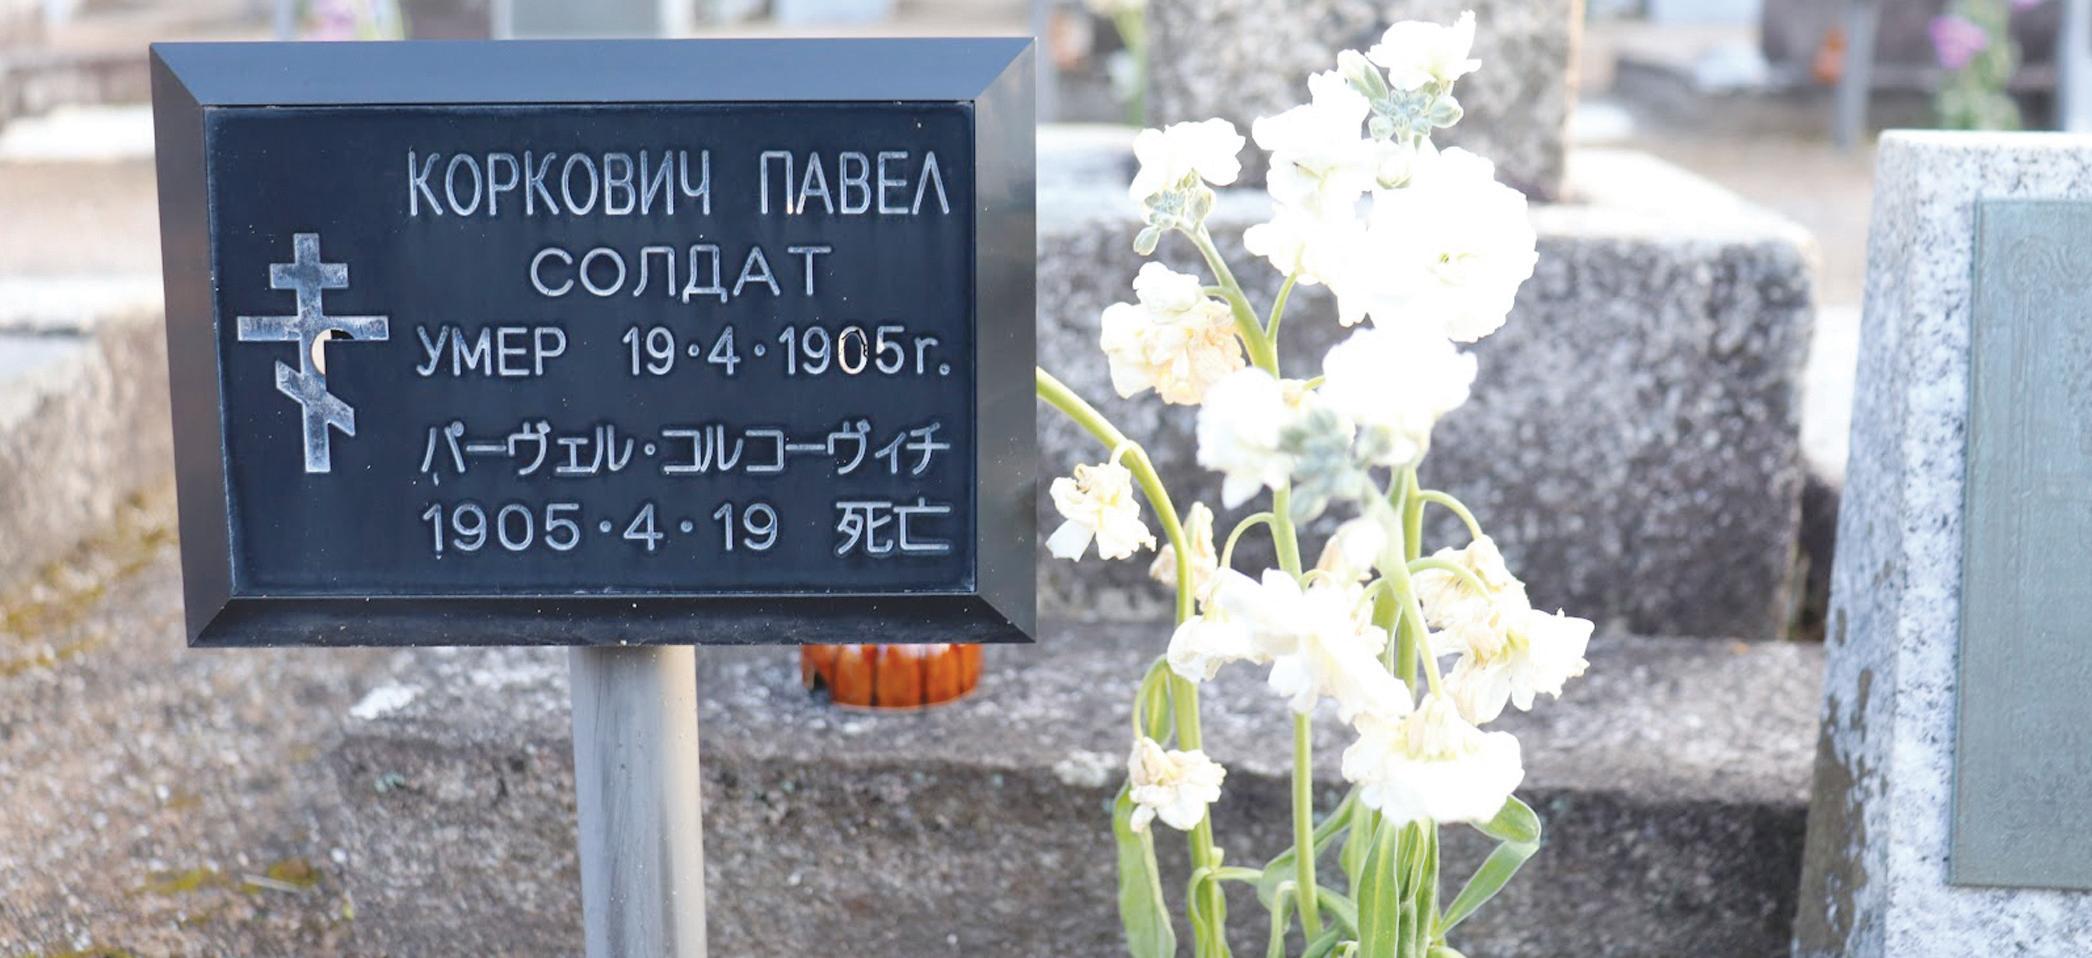 КОРКОВИЧ ПАВЕЛ
СОЛДАТ
УМЕР 19·4·1905г.
パーヴェル・コルコーヴィチ
1905·4·19 死亡